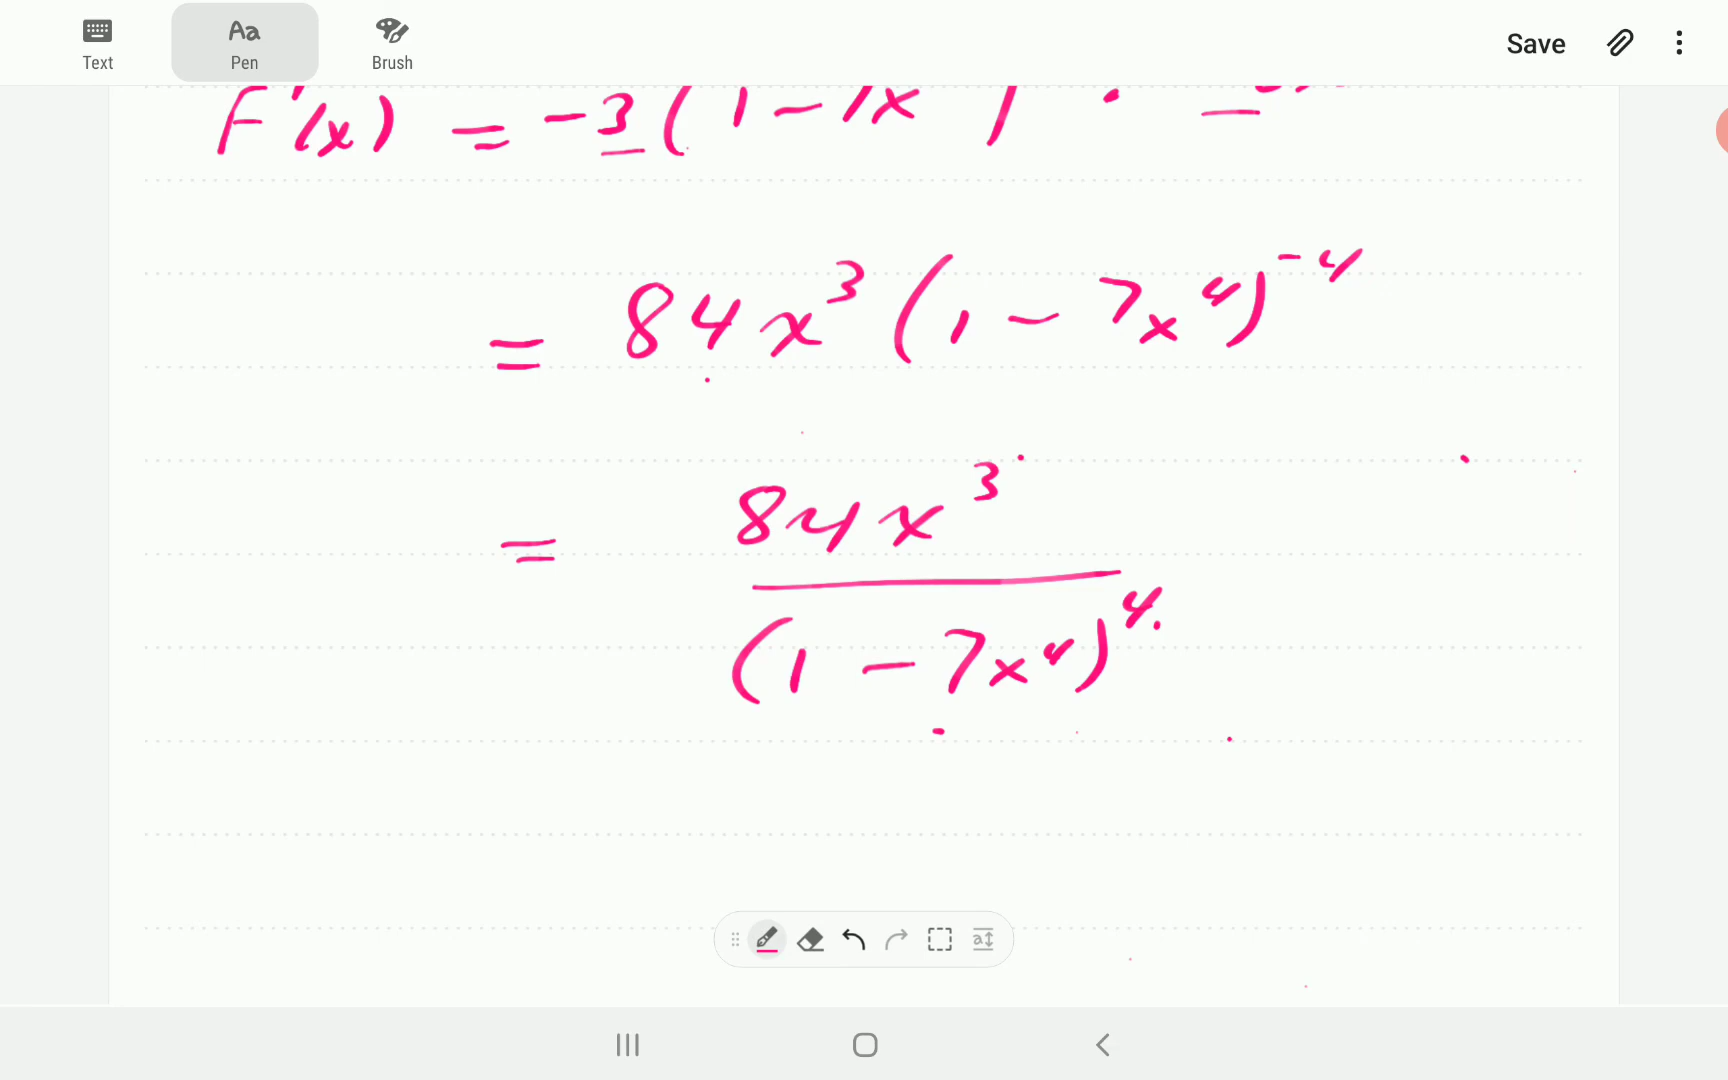 Text Pen Brush Save
F'(x) = -3(1-7x ) ·
= 84x³(1-7x⁴)⁻⁴
= 84x³
(1-7x⁴)⁴.